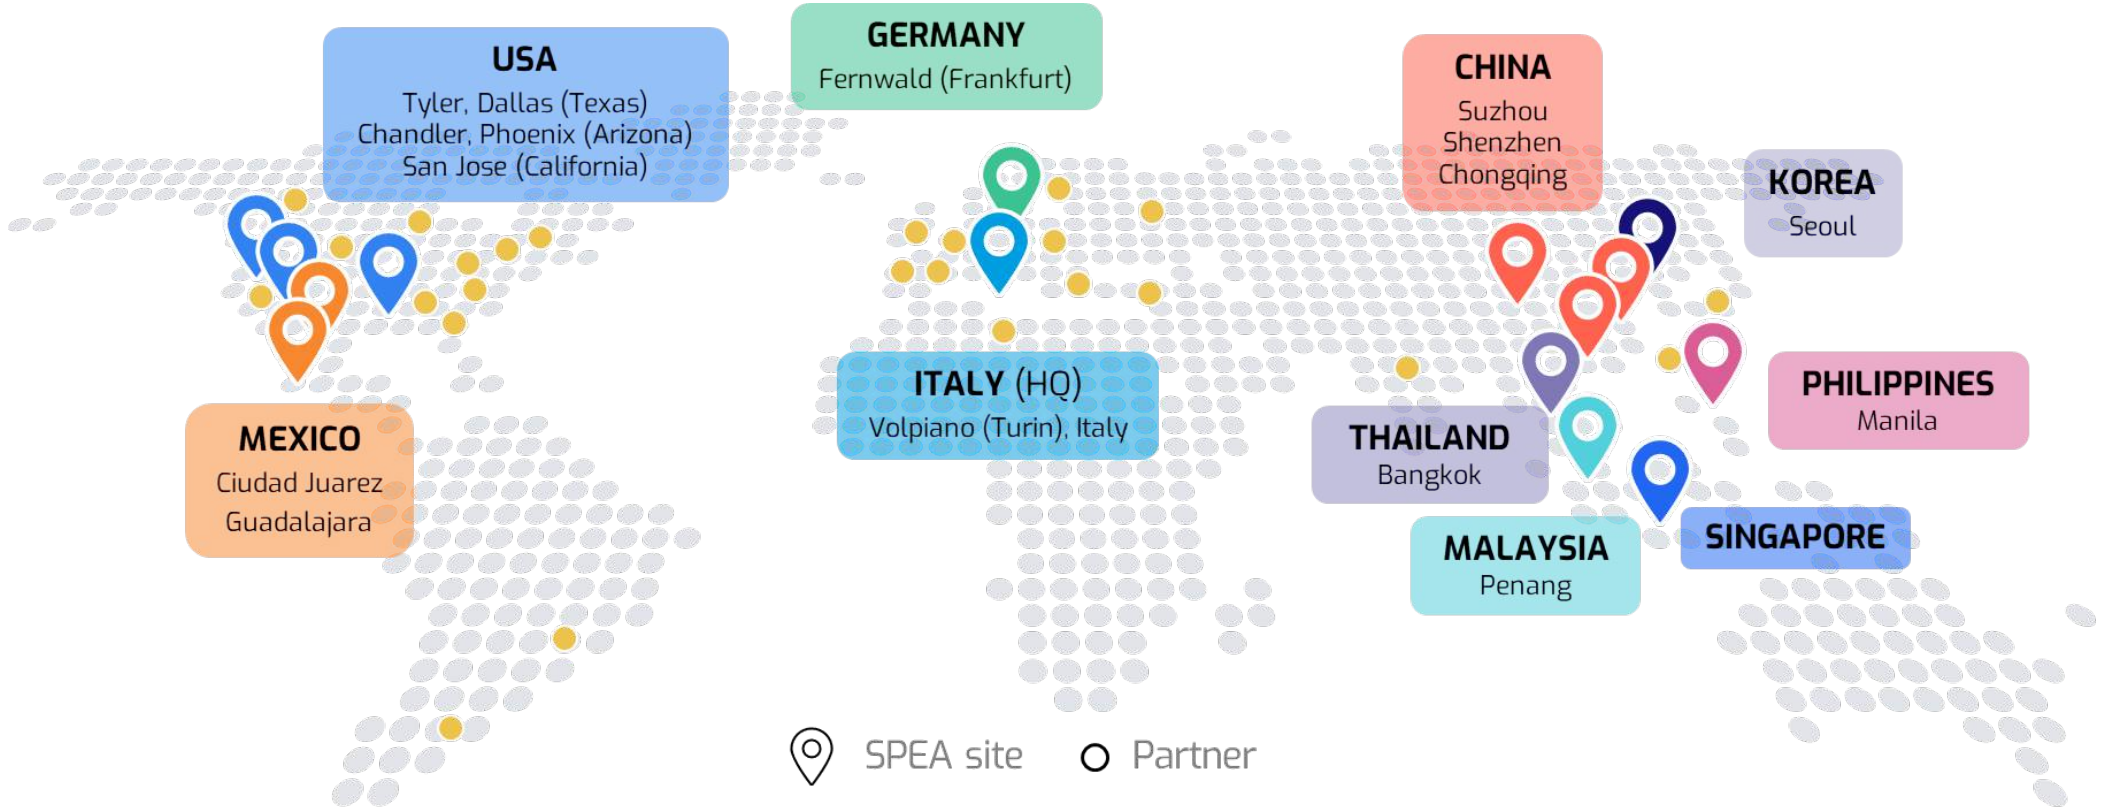 USA
Tyler, Dallas (Texas)
Chandler, Phoenix (Arizona)
San Jose (California)
GERMANY
Fernwald (Frankfurt)
CHINA
Suzhou
Shenzhen
Chongqing
KOREA
Seoul
MEXICO
Ciudad Juarez
Guadalajara
ITALY (HQ)
Volpiano (Turin), Italy
THAILAND
Bangkok
PHILIPPINES
Manila
MALAYSIA
Penang
SINGAPORE
SPEA site
Partner